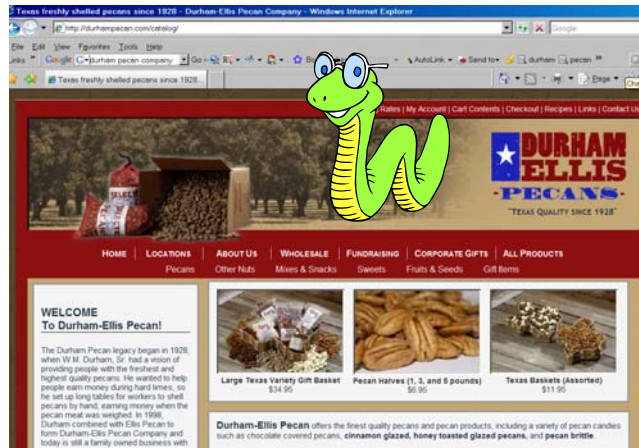 Texas freshly shelled pecans since 1928 - Durham-Ellis Pecan Company - Windows Internet Explorer
http://durhampecan.com/catalog/
Google
File Edit View Favorites Tools Help
Google durham pecan company Go AutoLink Send to durham pecan
Texas freshly shelled pecans since 1928... Page
Rates | My Account | Cart Contents | Checkout | Recipes | Links | Contact Us
SELECT
DURHAM
ELLIS
-PECANS-
"TEXAS QUALITY SINCE 1928"
HOME | LOCATIONS | ABOUT US | WHOLESALE | FUNDRAISING | CORPORATE GIFTS | ALL PRODUCTS
Pecans Other Nuts Mixes & Snacks Sweets Fruits & Seeds Gift Items
WELCOME
To Durham-Ellis Pecan!
The Durham Pecan legacy began in 1928,
when W.M. Durham, Sr. had a vision of
providing people with the freshest and
highest quality pecans. He wanted to help
people earn money during hard times, so
he set up long tables for workers to shell
pecans by hand, earning money when the
pecan meat was weighed. In 1998,
Durham combined with Ellis Pecan to
form Durham-Ellis Pecan Company and
today is still a family owned business with
Large Texas Variety Gift Basket
$34.95
Pecan Halves (1, 3, and 5 pounds)
$6.95
Texas Baskets (Assorted)
$11.95
Durham-Ellis Pecan offers the finest quality pecans and pecan products, including a variety of pecan candies
such as chocolate covered pecans, cinnamon glazed, honey toasted glazed pecans, and pecan brittle.